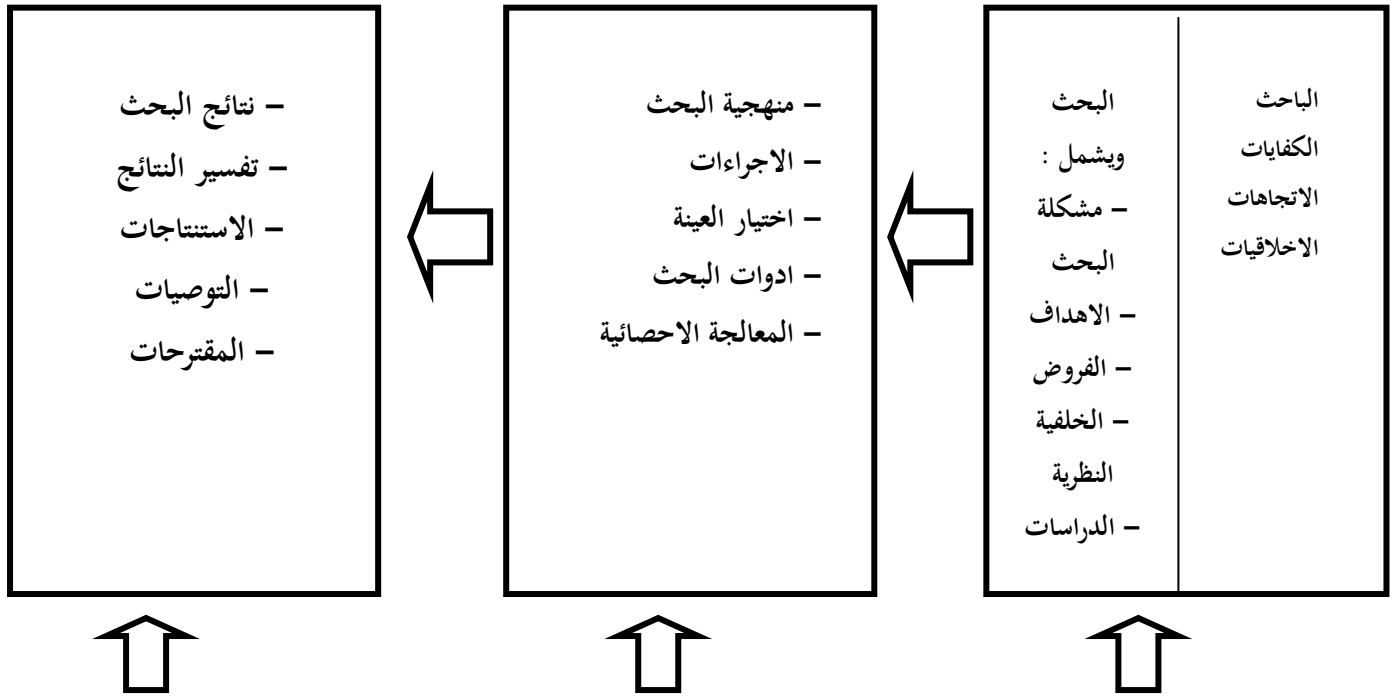 الباحث
الكفايات
الاتجاهات
الاخلاقيات
البحث
ويشمل :
– مشكلة
البحث
– الاهداف
– الفروض
– الخلفية
النظرية
– الدراسات
– منهجية البحث
– الاجراءات
– اختيار العينة
– ادوات البحث
– المعالجة الاحصائية
– نتائج البحث
– تفسير النتائج
– الاستنتاجات
– التوصيات
– المقترحات